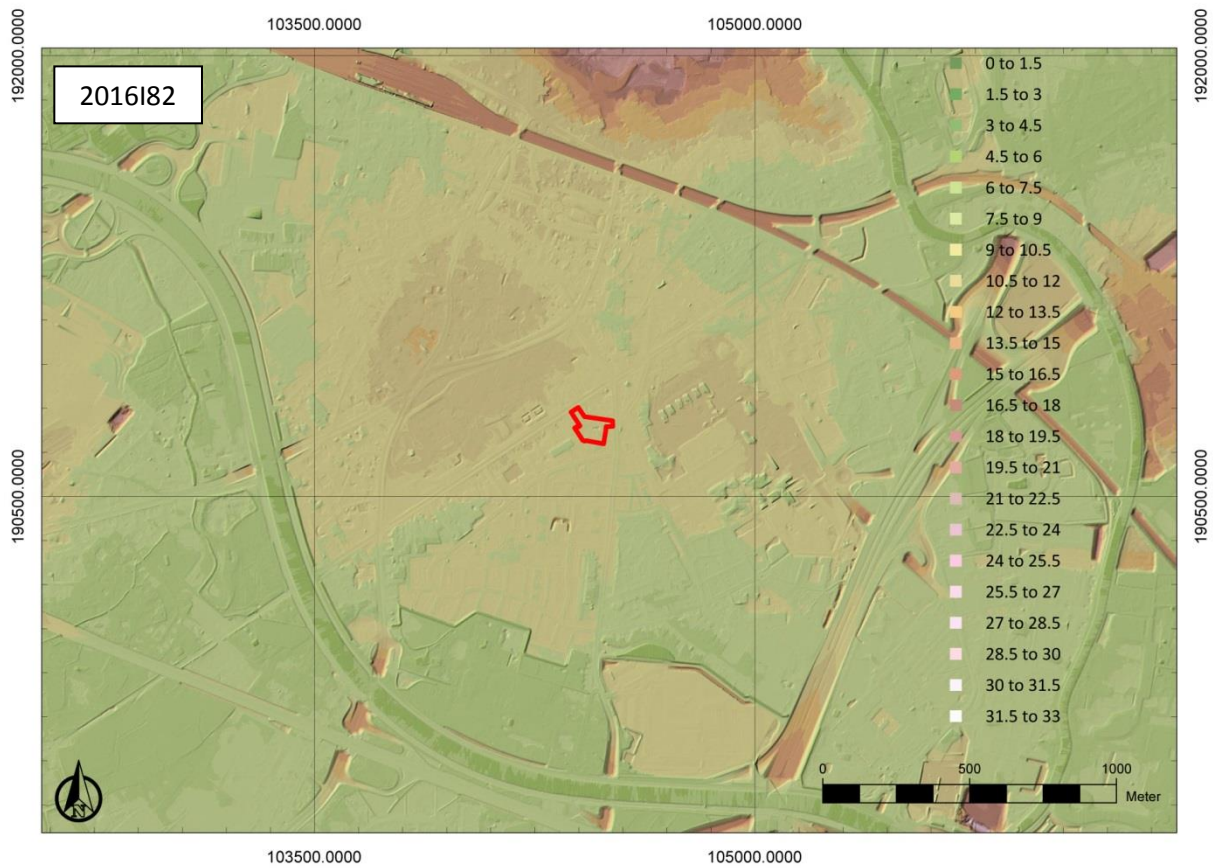 103500.0000 105000.0000
192000.0000 192000.0000
2016I82
0 to 1.5
1.5 to 3
3 to 4.5
4.5 to 6
6 to 7.5
7.5 to 9
9 to 10.5
10.5 to 12
12 to 13.5
13.5 to 15
15 to 16.5
16.5 to 18
18 to 19.5
19.5 to 21
21 to 22.5
22.5 to 24
24 to 25.5
25.5 to 27
27 to 28.5
28.5 to 30
30 to 31.5
31.5 to 33
190500.0000 190500.0000
0 500 1000
Meter
N
103500.0000 105000.0000